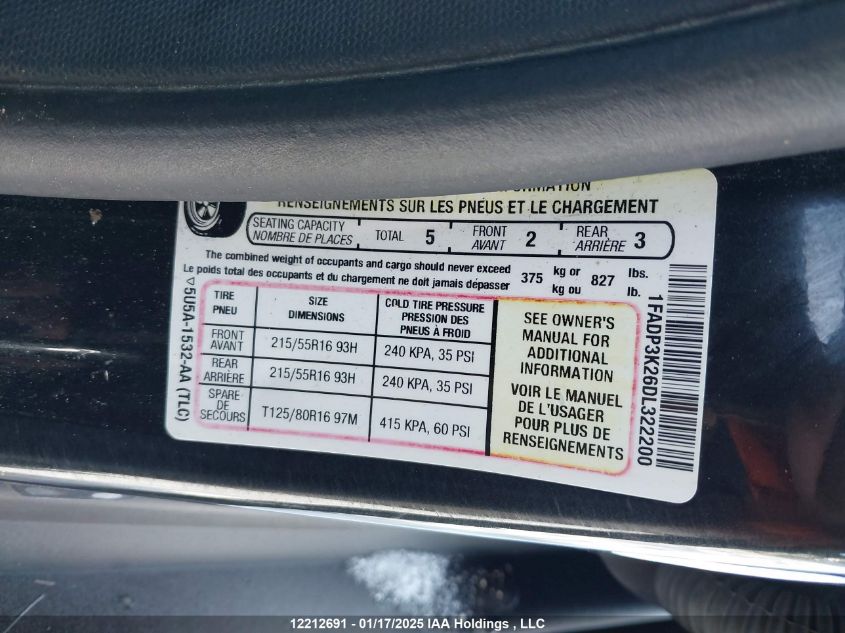 RENSEIGNEMENTS SUR LES PNEUS ET LE CHARGEMENT
SEATING CAPACITY
NOMBRE DE PLACES
TOTAL 5
FRONT
AVANT 2
REAR
ARRIÈRE 3
The combined weight of occupants and cargo should never exceed 375 kg or 827 lbs.
Le poids total des occupants et du chargement ne doit jamais dépasser kg ou lb.
TIRE
PNEU
SIZE
DIMENSIONS
COLD TIRE PRESSURE
PRESSION DES
PNEUS À FROID
FRONT
AVANT
215/55R16 93H
240 KPA, 35 PSI
REAR
ARRIÈRE
215/55R16 93H
240 KPA, 35 PSI
SPARE
DE
SECOURS
T125/80R16 97M
415 KPA, 60 PSI
SEE OWNER'S
MANUAL FOR
ADDITIONAL
INFORMATION
VOIR LE MANUEL
DE L'USAGER
POUR PLUS DE
RENSEIGNEMENTS
5U5A-1532-AA (TLC)
1FADP3K26DL322200
12212691 - 01/17/2025 IAA Holdings , LLC